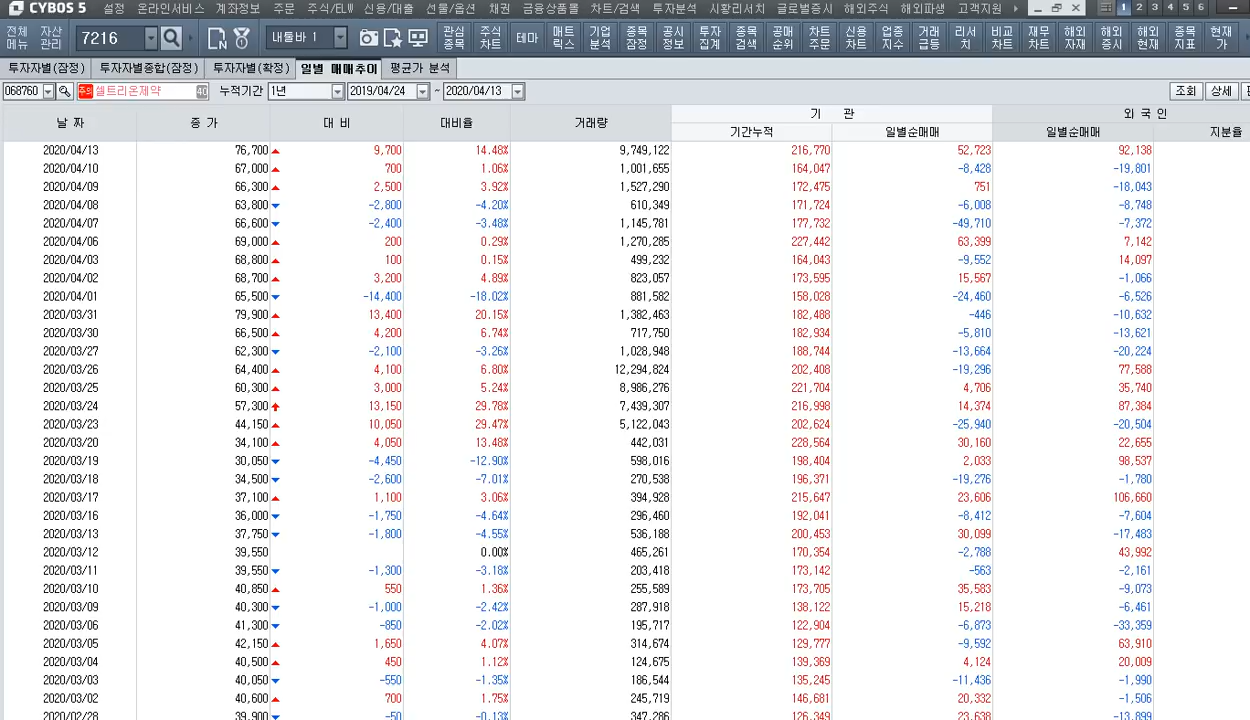 CYBOS 5 설정 온라인서비스 계좌정보 주문 주식/ELW 신용/대출 선물/옵션 채권 금융상품몰 차트/검색 투자분석 시황리서치 글로벌증시 해외주식 해외파생 고객지원 1 2 3 4 5 6
전체메뉴 자산관리 7216 내툴바 1 관심종목 주식차트 테마 매트릭스 기업분석 종목잠정 공시정보 투자집계 종목검색 공매순위 차트주문 신용차트 업종지수 거래급등 리서치 비교차트 재무차트 해외자재 해외증시 해외현재 종목지표 현재가
투자자별(잠정) 투자자별종합(잠정) 투자자별(확정) 일별 매매추이 평균가 분석
068760 주의 셀트리온제약 40 누적기간 1년 2019/04/24 ~ 2020/04/13 조회 상세
날 짜 종 가 대 비 대비율 거래량 기 관 외 국 인
기간누적 일별순매매 일별순매매 지분율
2020/04/13 76,700 ▲ 9,700 14.48% 9,749,122 216,770 52,723 92,138
2020/04/10 67,000 ▲ 700 1.06% 1,001,655 164,047 -8,428 -19,801
2020/04/09 66,300 ▲ 2,500 3.92% 1,527,290 172,475 751 -18,043
2020/04/08 63,800 ▼ -2,800 -4.20% 610,349 171,724 -6,008 -8,748
2020/04/07 66,600 ▼ -2,400 -3.48% 1,145,781 177,732 -49,710 -7,372
2020/04/06 69,000 ▲ 200 0.29% 1,270,285 227,442 63,399 7,142
2020/04/03 68,800 ▲ 100 0.15% 499,232 164,043 -9,552 14,097
2020/04/02 68,700 ▲ 3,200 4.89% 823,057 173,595 15,567 -1,066
2020/04/01 65,500 ▼ -14,400 -18.02% 881,582 158,028 -24,460 -6,526
2020/03/31 79,900 ▲ 13,400 20.15% 1,382,463 182,488 -446 -10,632
2020/03/30 66,500 ▲ 4,200 6.74% 717,750 182,934 -5,810 -13,621
2020/03/27 62,300 ▼ -2,100 -3.26% 1,028,948 188,744 -13,664 -20,224
2020/03/26 64,400 ▲ 4,100 6.80% 12,294,824 202,408 -19,296 77,588
2020/03/25 60,300 ▲ 3,000 5.24% 8,986,276 221,704 4,706 35,740
2020/03/24 57,300 ↑ 13,150 29.78% 7,439,307 216,998 14,374 87,384
2020/03/23 44,150 ▲ 10,050 29.47% 5,122,043 202,624 -25,940 -20,504
2020/03/20 34,100 ▲ 4,050 13.48% 442,031 228,564 30,160 22,655
2020/03/19 30,050 ▼ -4,450 -12.90% 598,016 198,404 2,033 98,537
2020/03/18 34,500 ▼ -2,600 -7.01% 270,538 196,371 -19,276 -1,780
2020/03/17 37,100 ▲ 1,100 3.06% 394,928 215,647 23,606 106,660
2020/03/16 36,000 ▼ -1,750 -4.64% 296,460 192,041 -8,412 -7,604
2020/03/13 37,750 ▼ -1,800 -4.55% 536,188 200,453 30,099 -17,483
2020/03/12 39,550 0.00% 465,261 170,354 -2,788 43,992
2020/03/11 39,550 ▼ -1,300 -3.18% 203,418 173,142 -563 -2,161
2020/03/10 40,850 ▲ 550 1.36% 255,589 173,705 35,583 -9,073
2020/03/09 40,300 ▼ -1,000 -2.42% 287,918 138,122 15,218 -6,461
2020/03/06 41,300 ▼ -850 -2.02% 195,717 122,904 -6,873 -33,359
2020/03/05 42,150 ▲ 1,650 4.07% 314,674 129,777 -9,592 63,910
2020/03/04 40,500 ▲ 450 1.12% 124,675 139,369 4,124 20,009
2020/03/03 40,050 ▼ -550 -1.35% 186,544 135,245 -11,436 -1,990
2020/03/02 40,600 ▲ 700 1.75% 245,719 146,681 20,332 -1,506
2020/02/28 39,900 ▼ -50 -0.13% 347,286 126,349 23,638 -13,899